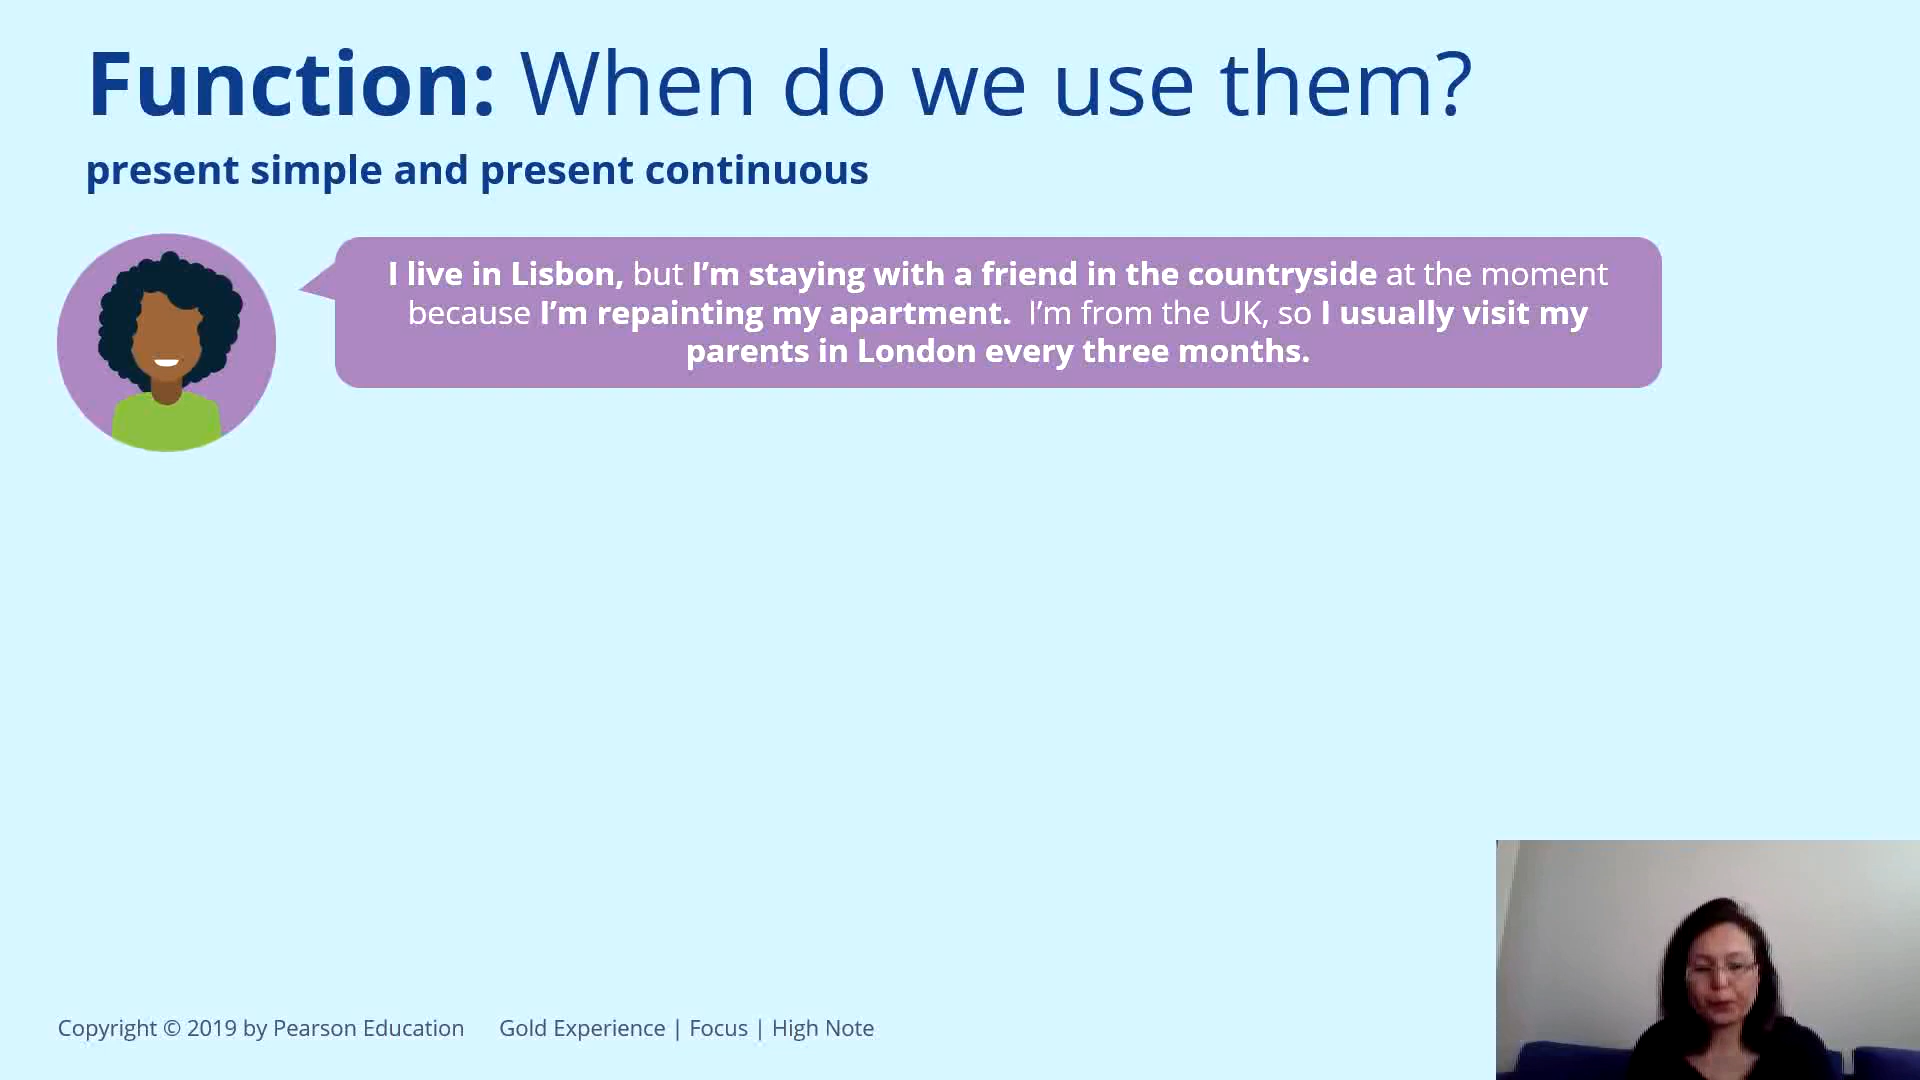 Function: When do we use them?
present simple and present continuous
I live in Lisbon, but I’m staying with a friend in the countryside at the moment
because I’m repainting my apartment.  I’m from the UK, so I usually visit my
parents in London every three months.
Copyright © 2019 by Pearson Education Gold Experience | Focus | High Note